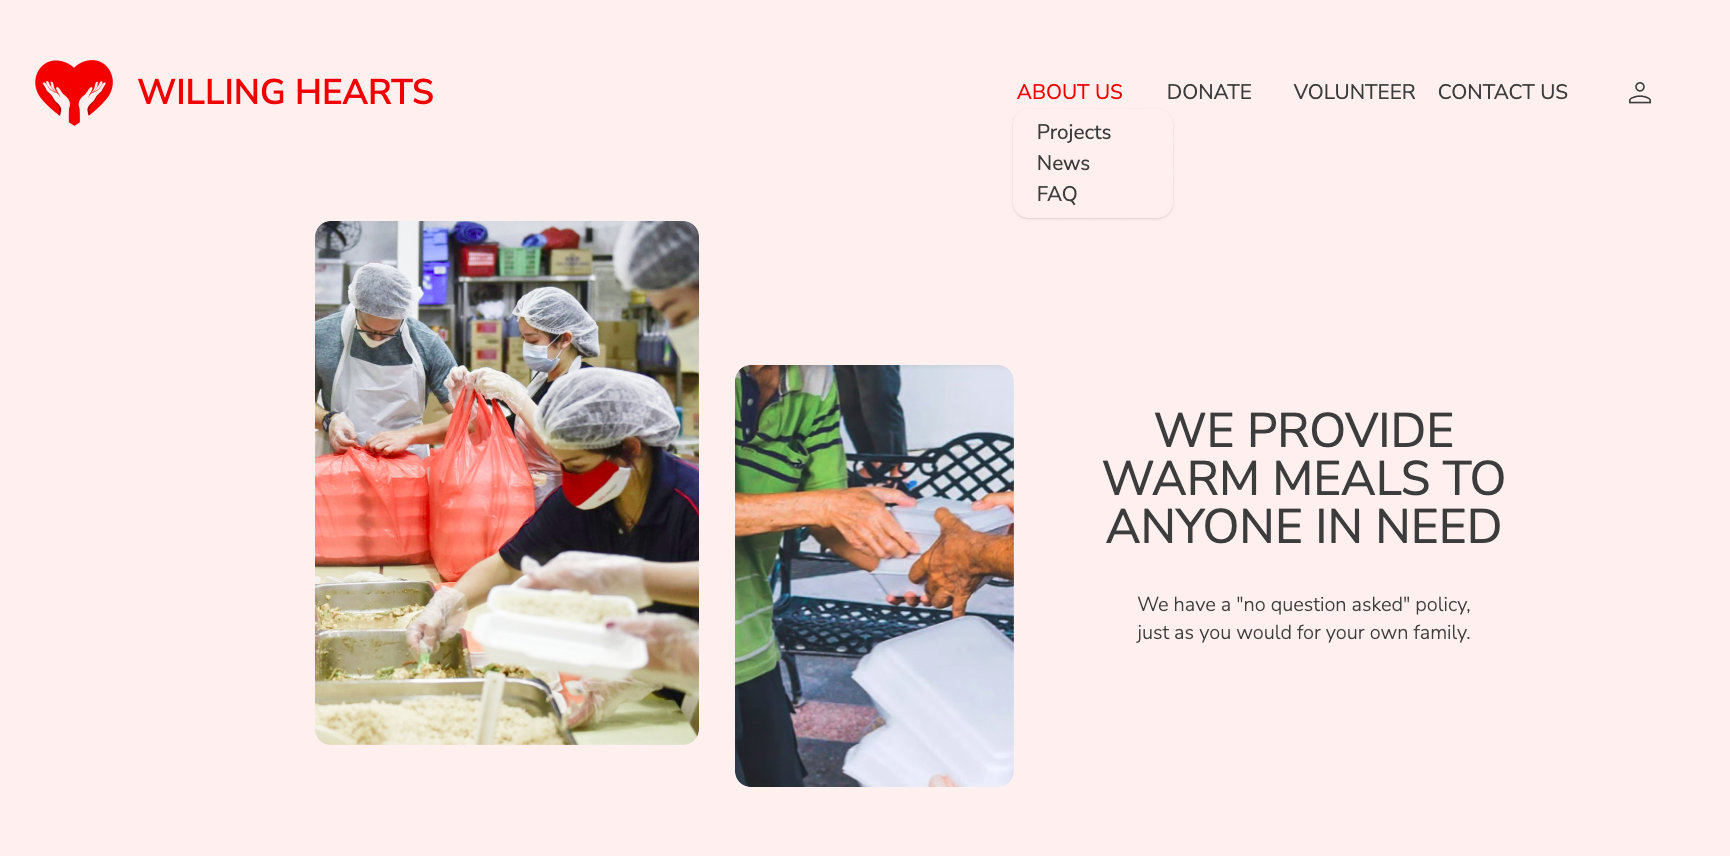 WILLING HEARTS
ABOUT US DONATE VOLUNTEER CONTACT US
Projects
News
FAQ
WE PROVIDE
WARM MEALS TO
ANYONE IN NEED
We have a "no question asked" policy,
just as you would for your own family.